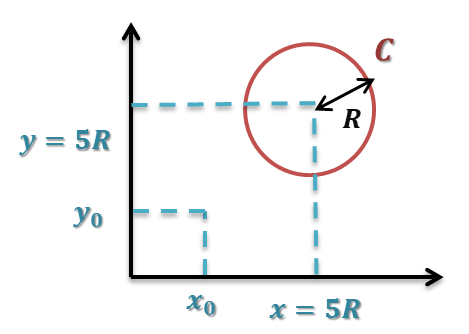 C
R
y = 5R
y₀
x₀
x = 5R